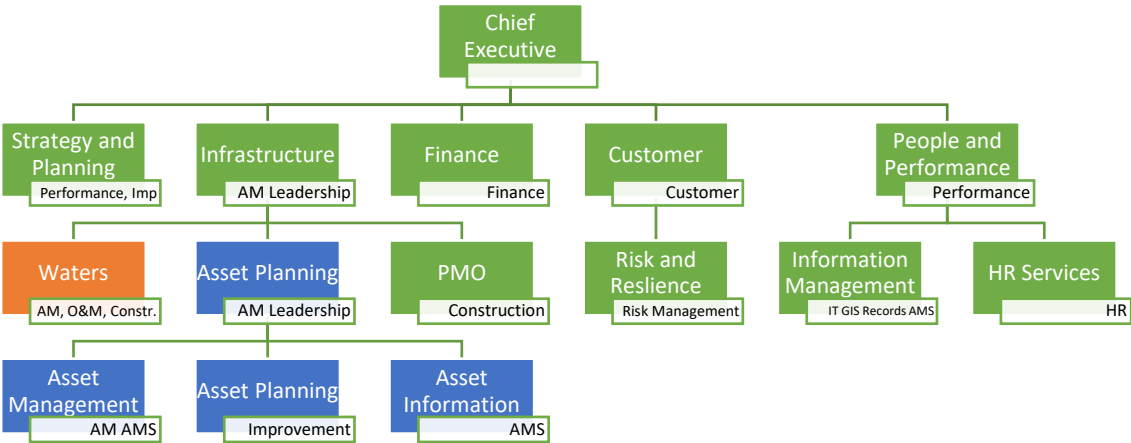 Chief
Executive
Strategy and
Planning
Performance, Imp
Infrastructure
AM Leadership
Finance
Finance
Customer
Customer
People and
Performance
Performance
Waters
AM, O&M, Constr.
Asset Planning
AM Leadership
PMO
Construction
Risk and
Reslience
Risk Management
Information
Management
IT GIS Records AMS
HR Services
HR
Asset
Management
AM AMS
Asset Planning
Improvement
Asset
Information
AMS